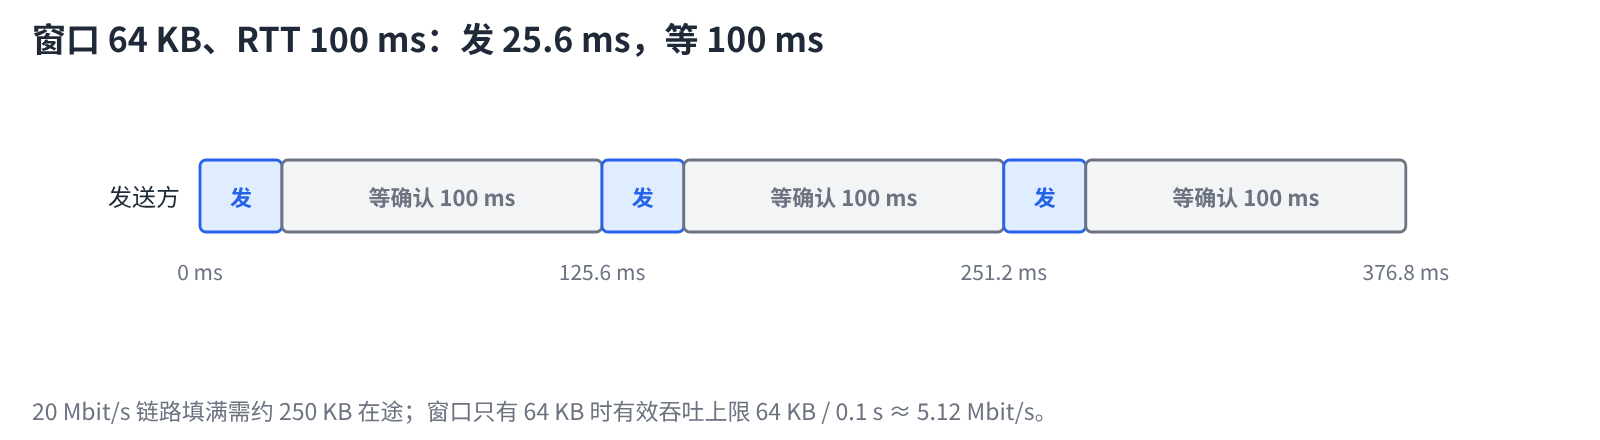 窗口 64 KB、RTT 100 ms：发 25.6 ms，等 100 ms
发送方 发 等确认 100 ms 发 等确认 100 ms 发 等确认 100 ms
0 ms 125.6 ms 251.2 ms 376.8 ms
20 Mbit/s 链路填满需约 250 KB 在途；窗口只有 64 KB 时有效吞吐上限 64 KB / 0.1 s ≈ 5.12 Mbit/s。